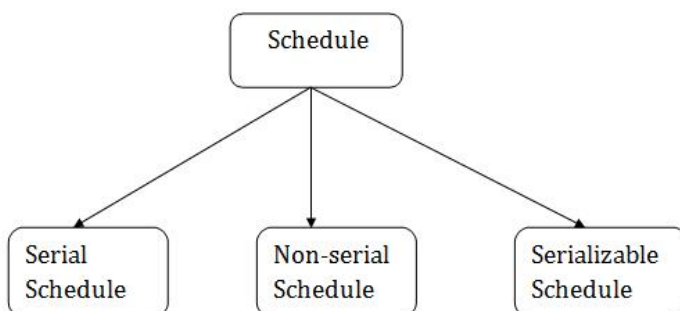 Schedule
Serial
Schedule
Non-serial
Schedule
Serializable
Schedule